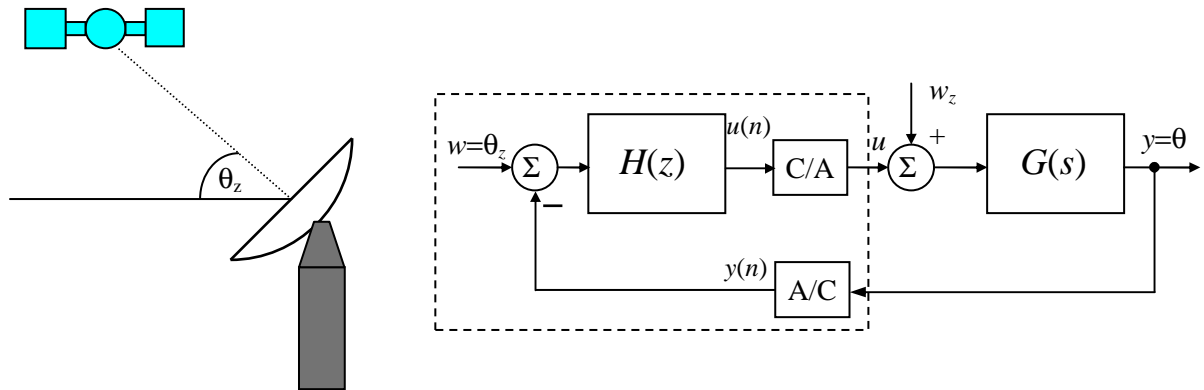 θz
w=θz
Σ
−
H(z)
u(n)
C/A
u
wz
+
Σ
G(s)
y=θ
y(n)
A/C